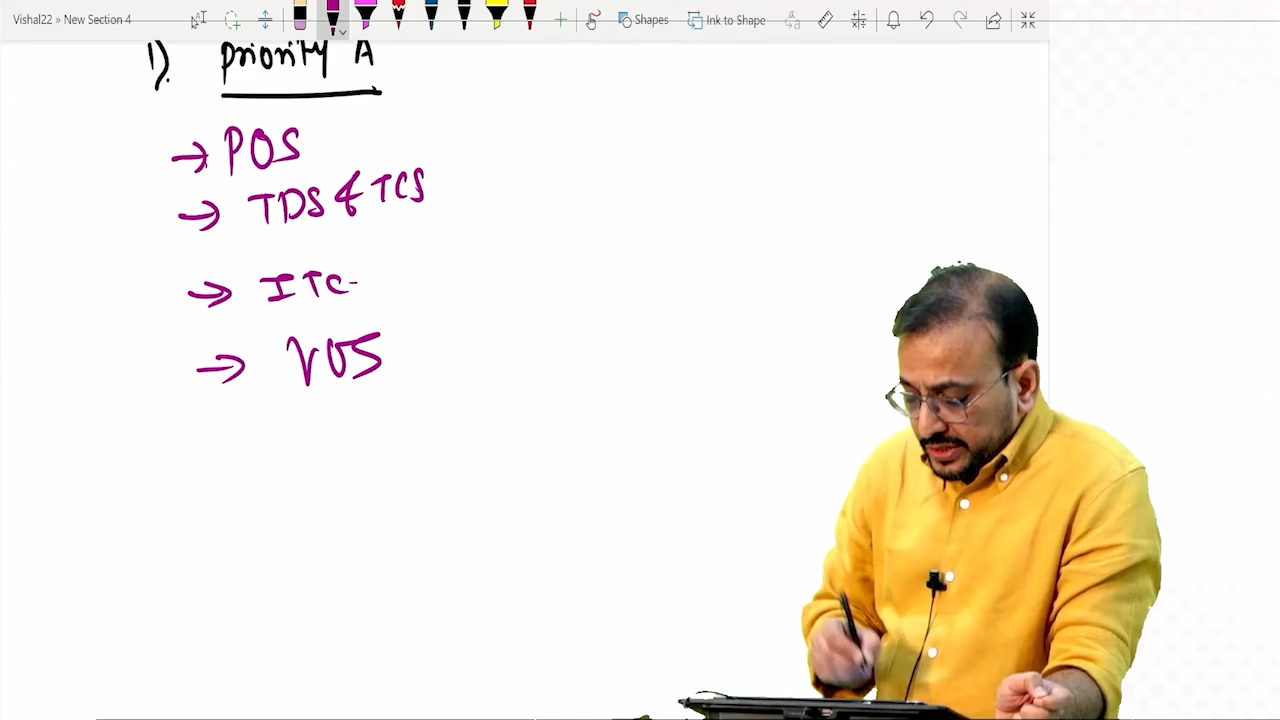 Vishal22 » New Section 4
Shapes
Ink to Shape
1). Priority A
→ POS
→ TDS & TCS
→ ITC
→ VOS